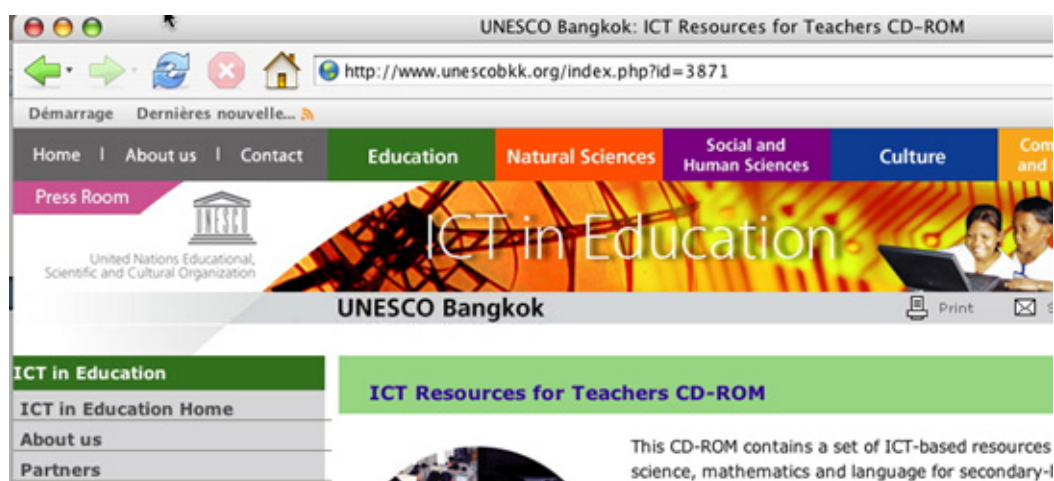 UNESCO Bangkok: ICT Resources for Teachers CD-ROM
http://www.unescobkk.org/index.php?id=3871
Démarrage Dernières nouvelle...
Home | About us | Contact Education Natural Sciences Social and Human Sciences Culture
Press Room
UNESCO
ICT in Education
United Nations Educational,
Scientific and Cultural Organization
UNESCO Bangkok Print
ICT in Education
ICT Resources for Teachers CD-ROM
ICT in Education Home
About us
Partners
This CD-ROM contains a set of ICT-based resources
science, mathematics and language for secondary-